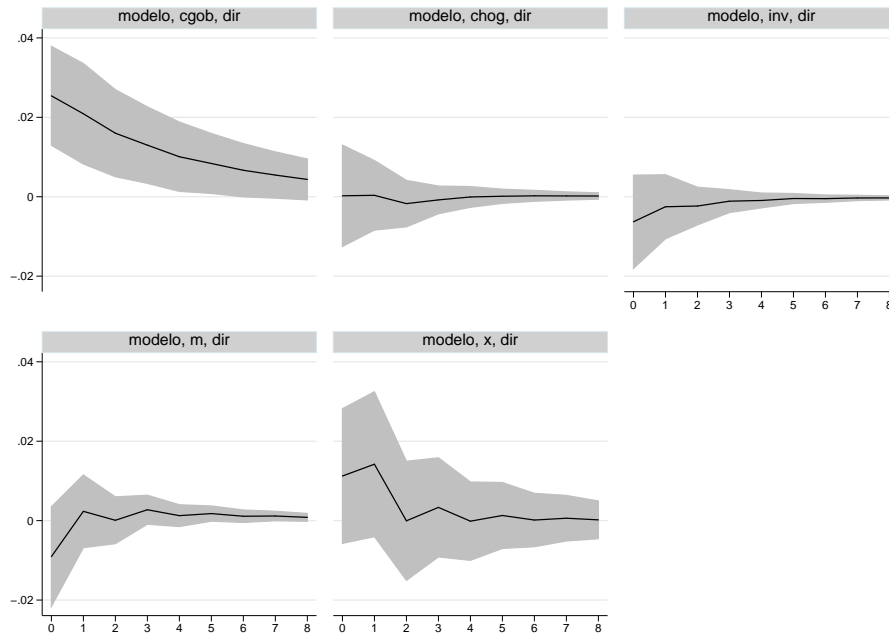 modelo, cgob, dir
modelo, chog, dir
modelo, inv, dir
.04
.02
0
−.02
0 1 2 3 4 5 6 7 8
modelo, m, dir
modelo, x, dir
.04
.02
0
−.02
0 1 2 3 4 5 6 7 8
0 1 2 3 4 5 6 7 8